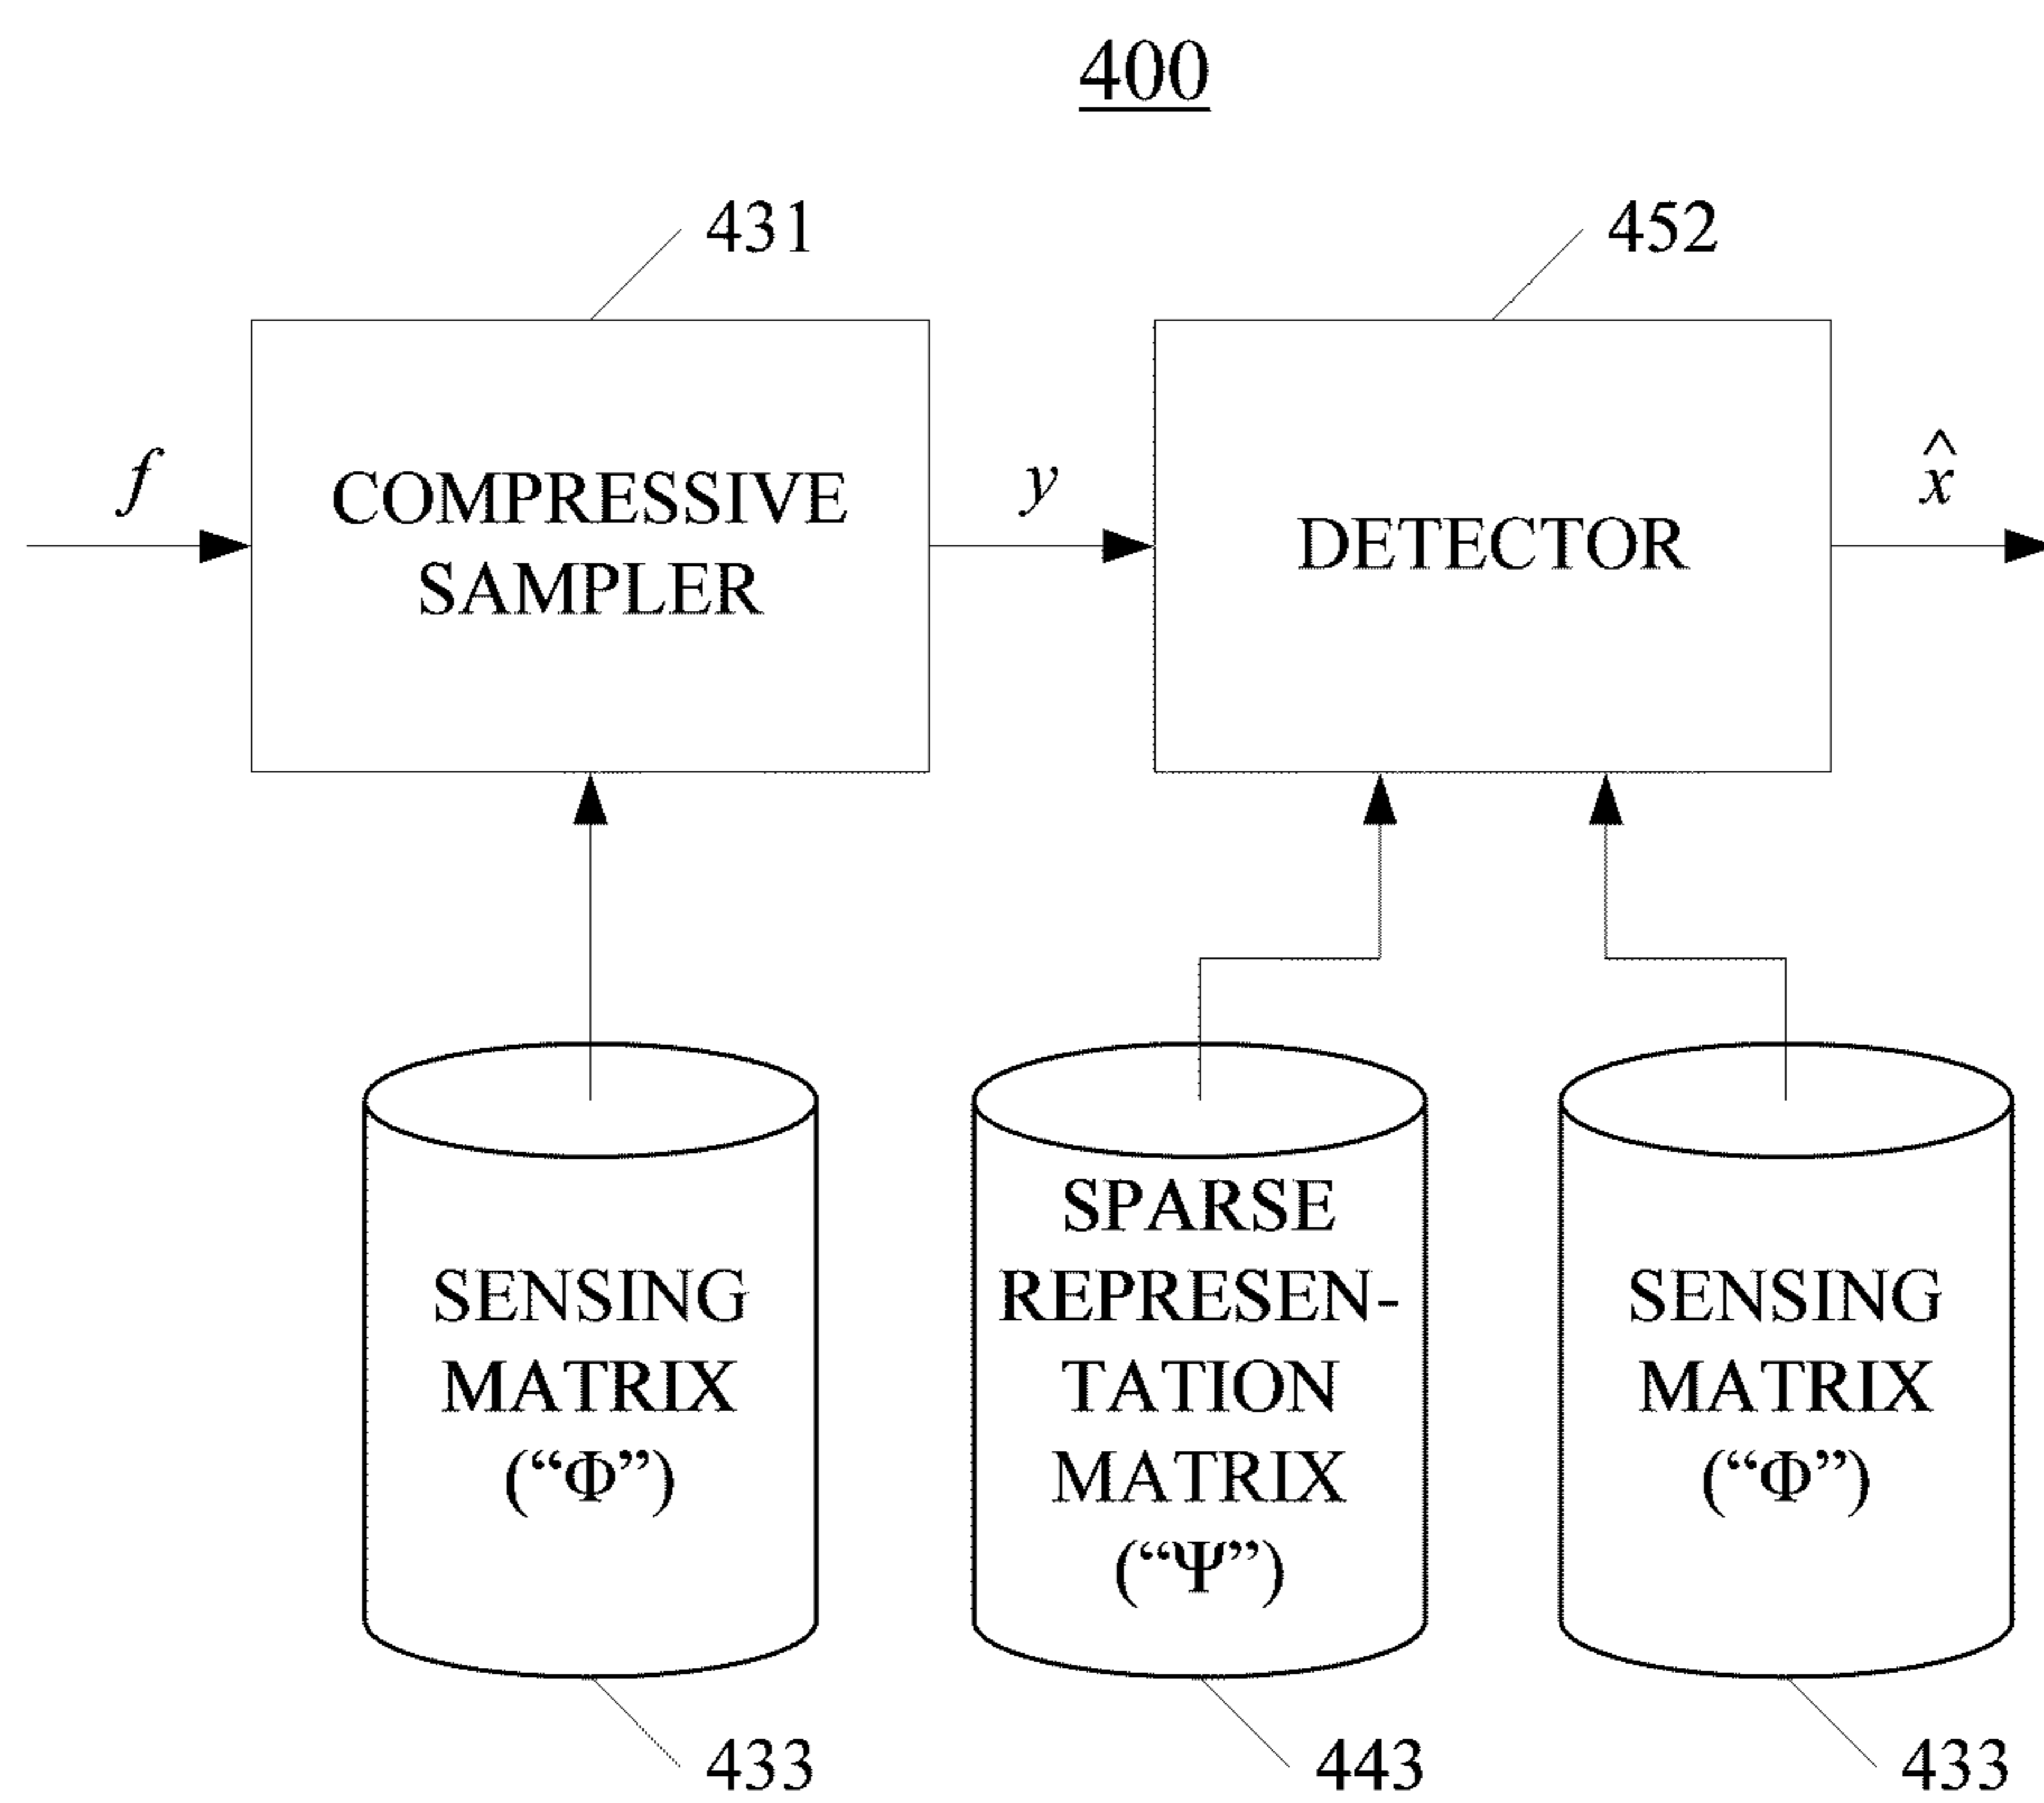 400
431
452
f
COMPRESSIVE
SAMPLER
y
DETECTOR
x̂
SENSING
MATRIX
(“Φ”)
SPARSE
REPRESEN-
TATION
MATRIX
(“Ψ”)
SENSING
MATRIX
(“Φ”)
433
443
433